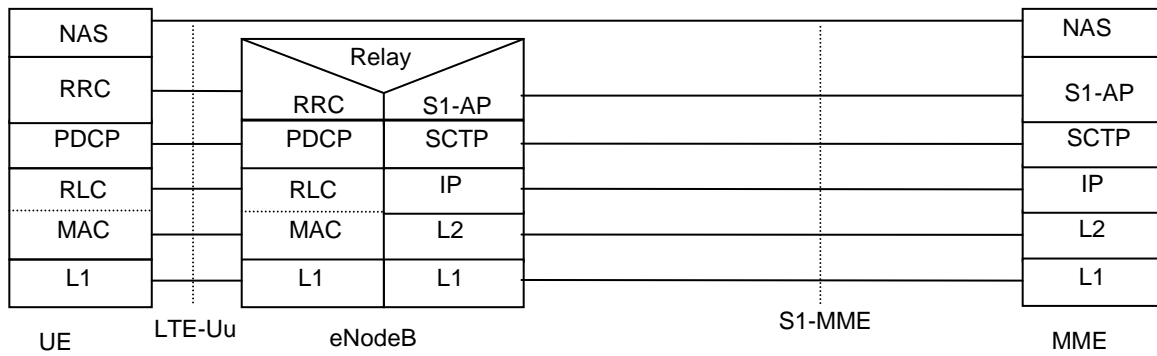 NAS NAS
Relay
RRC RRC S1-AP S1-AP
PDCP PDCP SCTP SCTP
RLC RLC IP IP
MAC MAC L2 L2
L1 L1 L1 L1
UE LTE-Uu eNodeB S1-MME MME